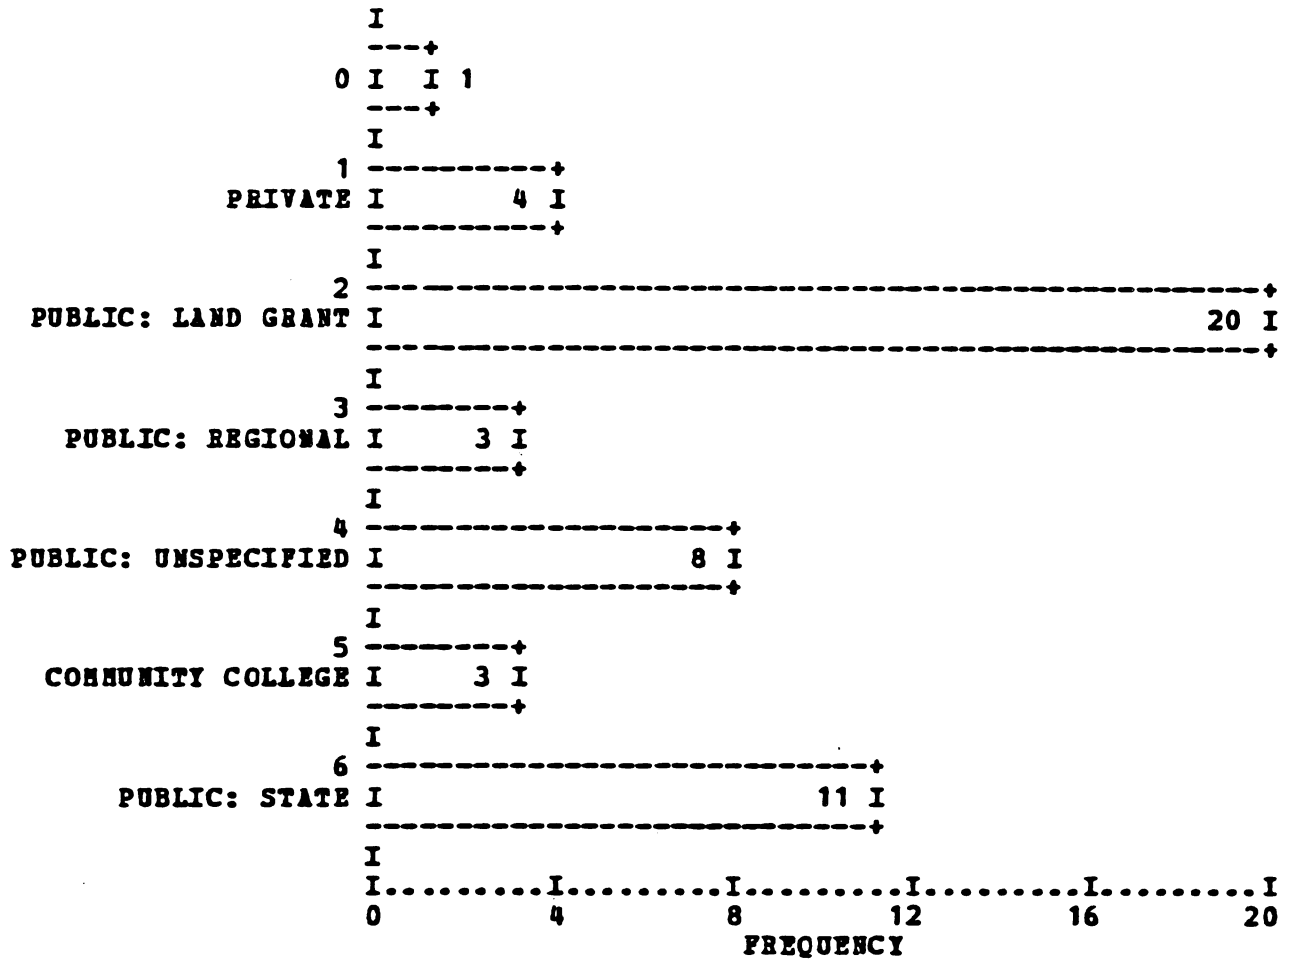 I
---+
0 I I 1
---+
I
1 ----------+
PRIVATE I 4 I
----------+
I
2 --------------------------------------------------+
PUBLIC: LAND GRANT I 20 I
--------------------------------------------------+
I
3 --------+
PUBLIC: REGIONAL I 3 I
--------+
I
4 --------------------+
PUBLIC: UNSPECIFIED I 8 I
--------------------+
I
5 --------+
COMMUNITY COLLEGE I 3 I
--------+
I
6 ----------------------------+
PUBLIC: STATE I 11 I
----------------------------+
I
I.........I.........I.........I.........I.........I
0 4 8 12 16 20
FREQUENCY